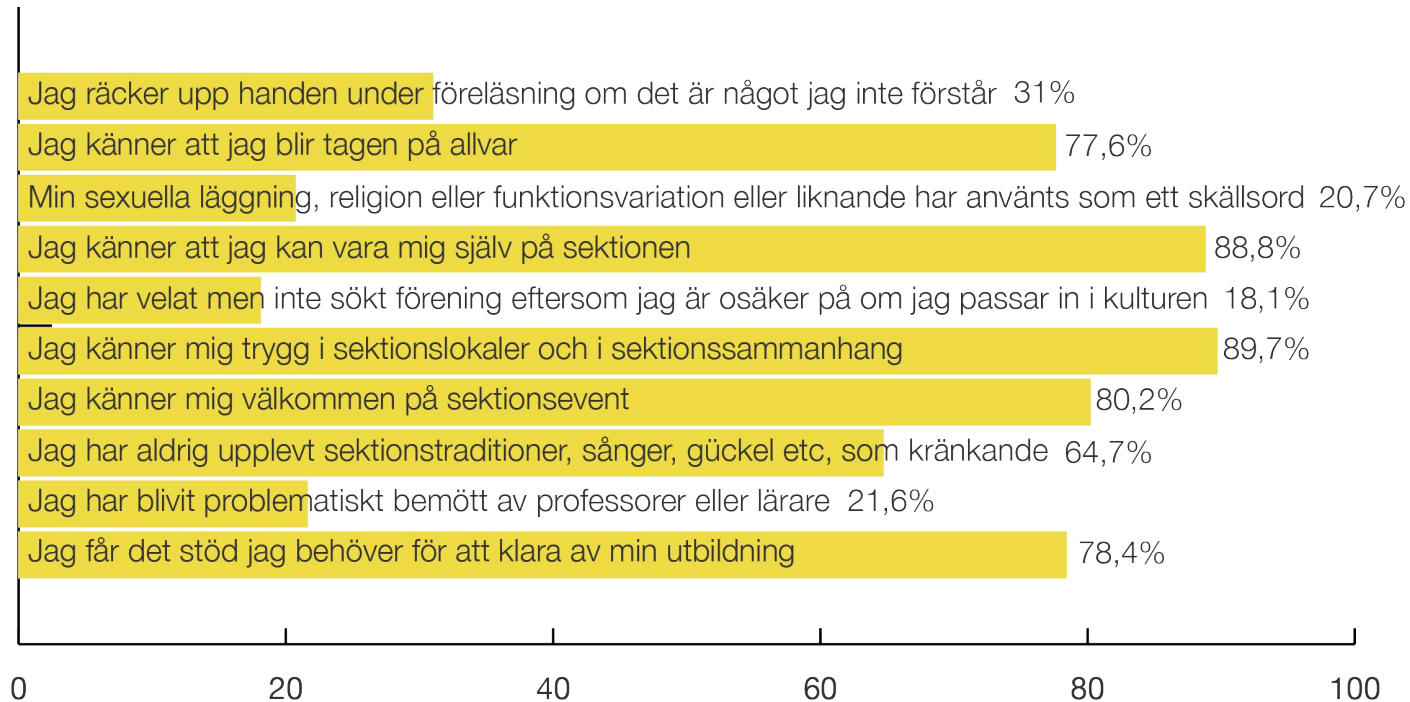 Jag räcker upp handen under föreläsning om det är något jag inte förstår 31%
Jag känner att jag blir tagen på allvar 77,6%
Min sexuella läggning, religion eller funktionsvariation eller liknande har använts som ett skällsord 20,7%
Jag känner att jag kan vara mig själv på sektionen 88,8%
Jag har velat men inte sökt förening eftersom jag är osäker på om jag passar in i kulturen 18,1%
Jag känner mig trygg i sektionslokaler och i sektionssammanhang 89,7%
Jag känner mig välkommen på sektionsevent 80,2%
Jag har aldrig upplevt sektionstraditioner, sånger, gückel etc, som kränkande 64,7%
Jag har blivit problematiskt bemött av professorer eller lärare 21,6%
Jag får det stöd jag behöver för att klara av min utbildning 78,4%
0 20 40 60 80 100